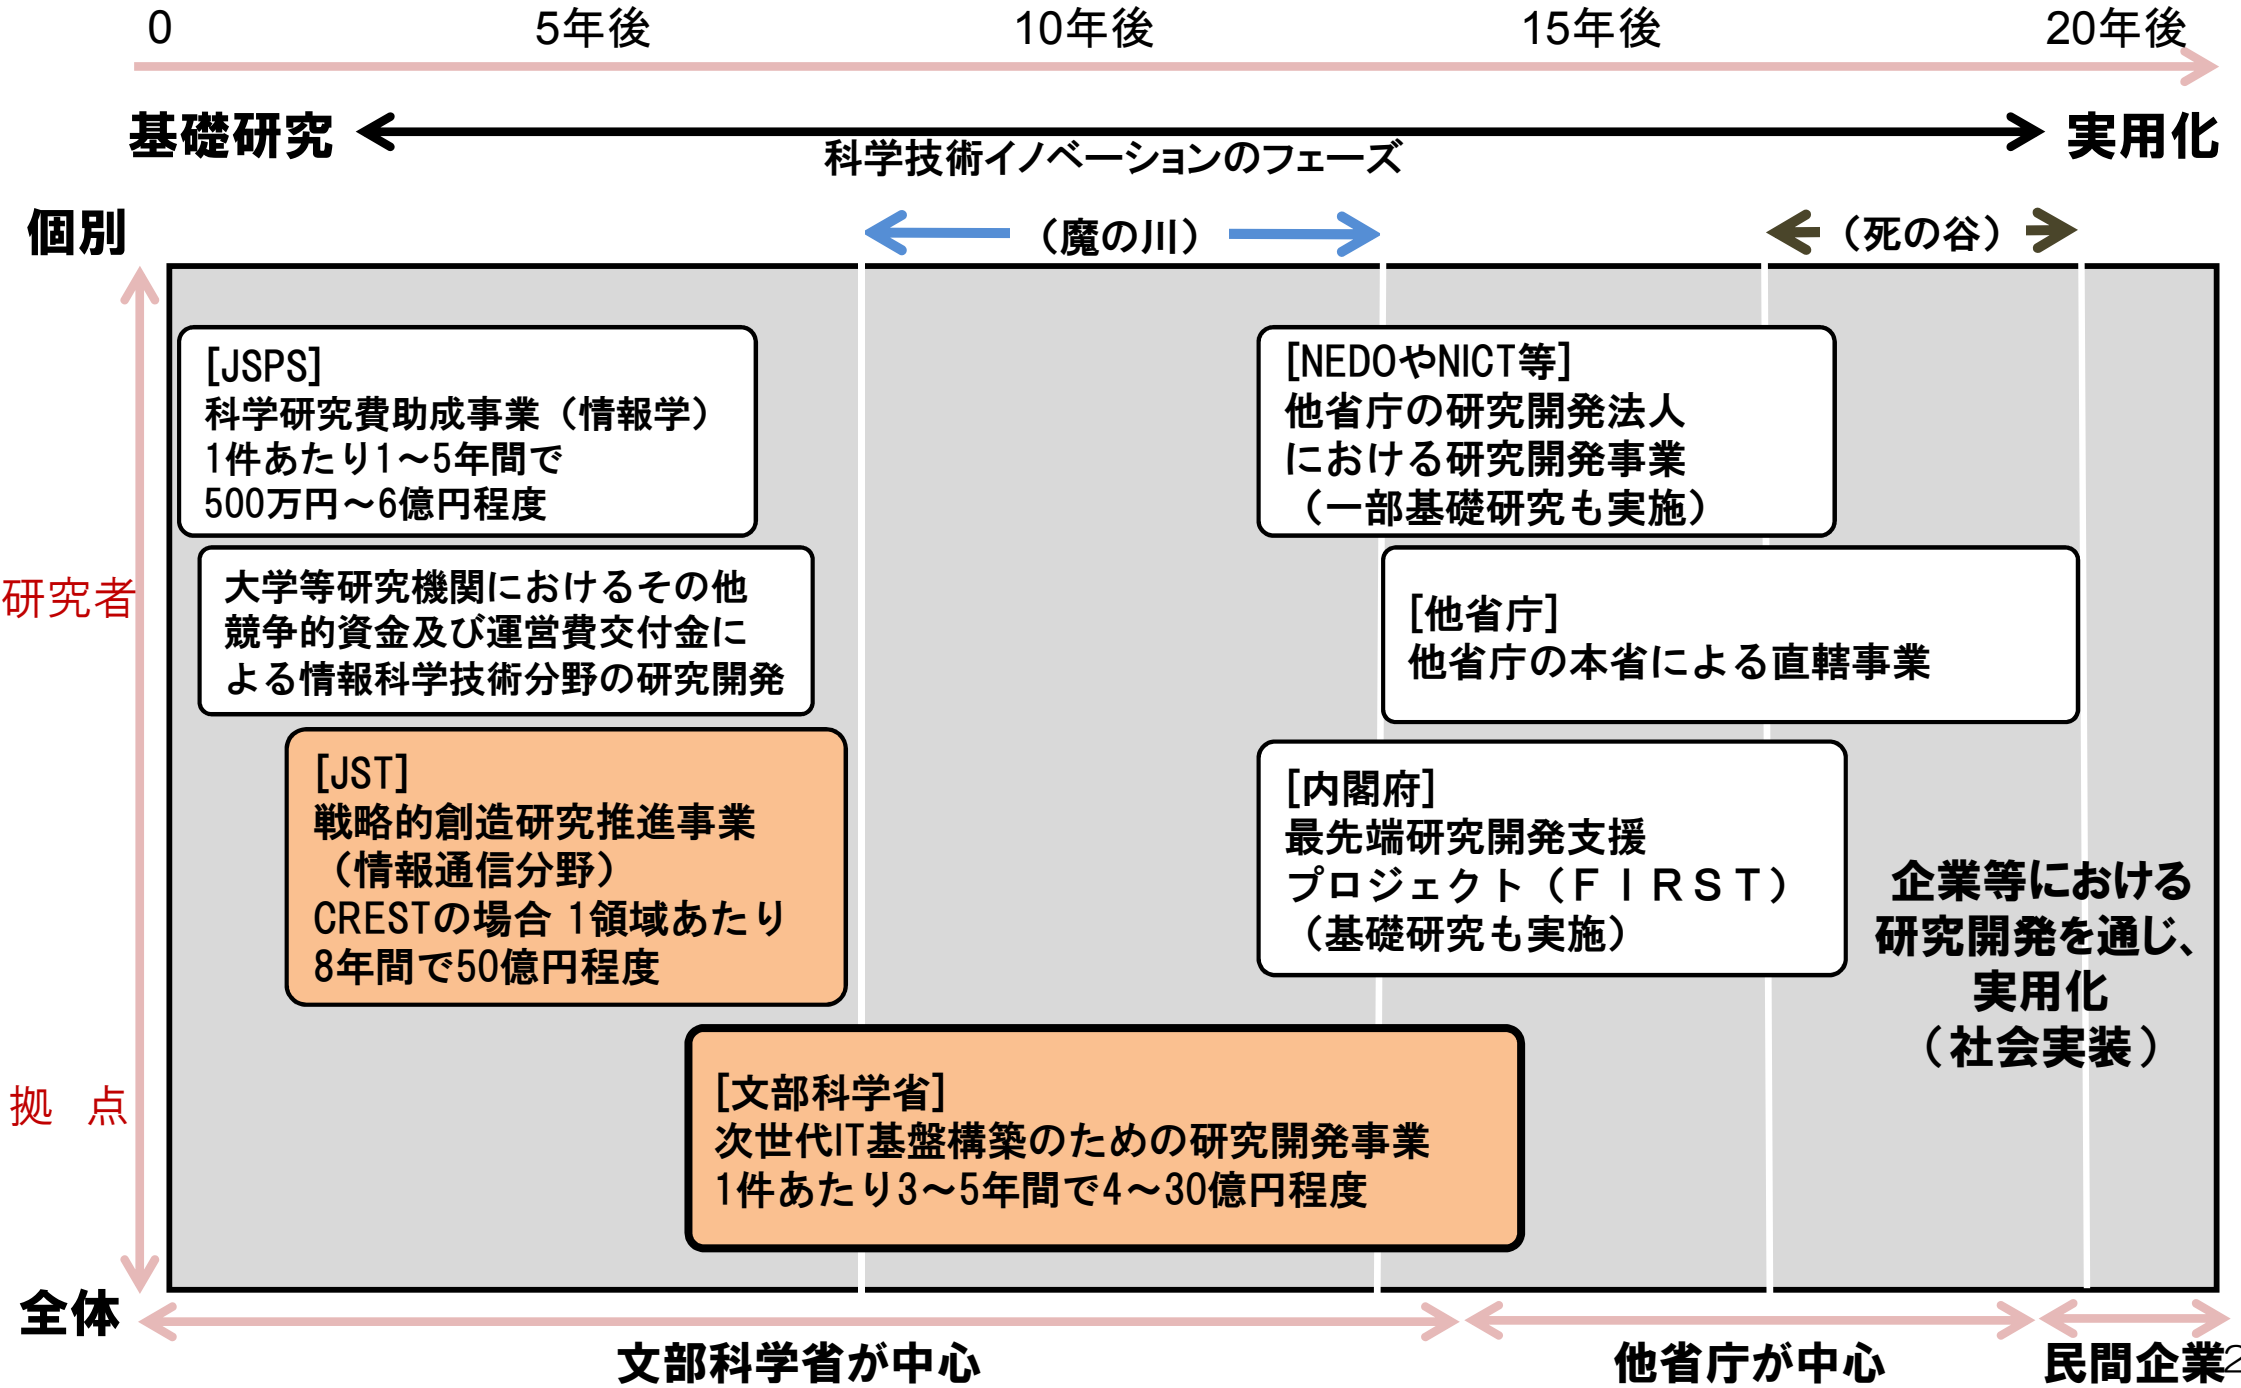 0 5年後 10年後 15年後 20年後
基礎研究 実用化
科学技術イノベーションのフェーズ
個別 （魔の川） （死の谷）
[JSPS]
科学研究費助成事業（情報学）
1件あたり1～5年間で
500万円～6億円程度
[NEDOやNICT等]
他省庁の研究開発法人
における研究開発事業
（一部基礎研究も実施）
研究者
大学等研究機関におけるその他
競争的資金及び運営費交付金に
よる情報科学技術分野の研究開発
[他省庁]
他省庁の本省による直轄事業
[JST]
戦略的創造研究推進事業
（情報通信分野）
CRESTの場合 1領域あたり
8年間で50億円程度
[内閣府]
最先端研究開発支援
プロジェクト（ＦＩＲＳＴ）
（基礎研究も実施）
企業等における
研究開発を通じ、
実用化
（社会実装）
拠 点
[文部科学省]
次世代IT基盤構築のための研究開発事業
1件あたり3～5年間で4～30億円程度
全体
文部科学省が中心 他省庁が中心 民間企業
2